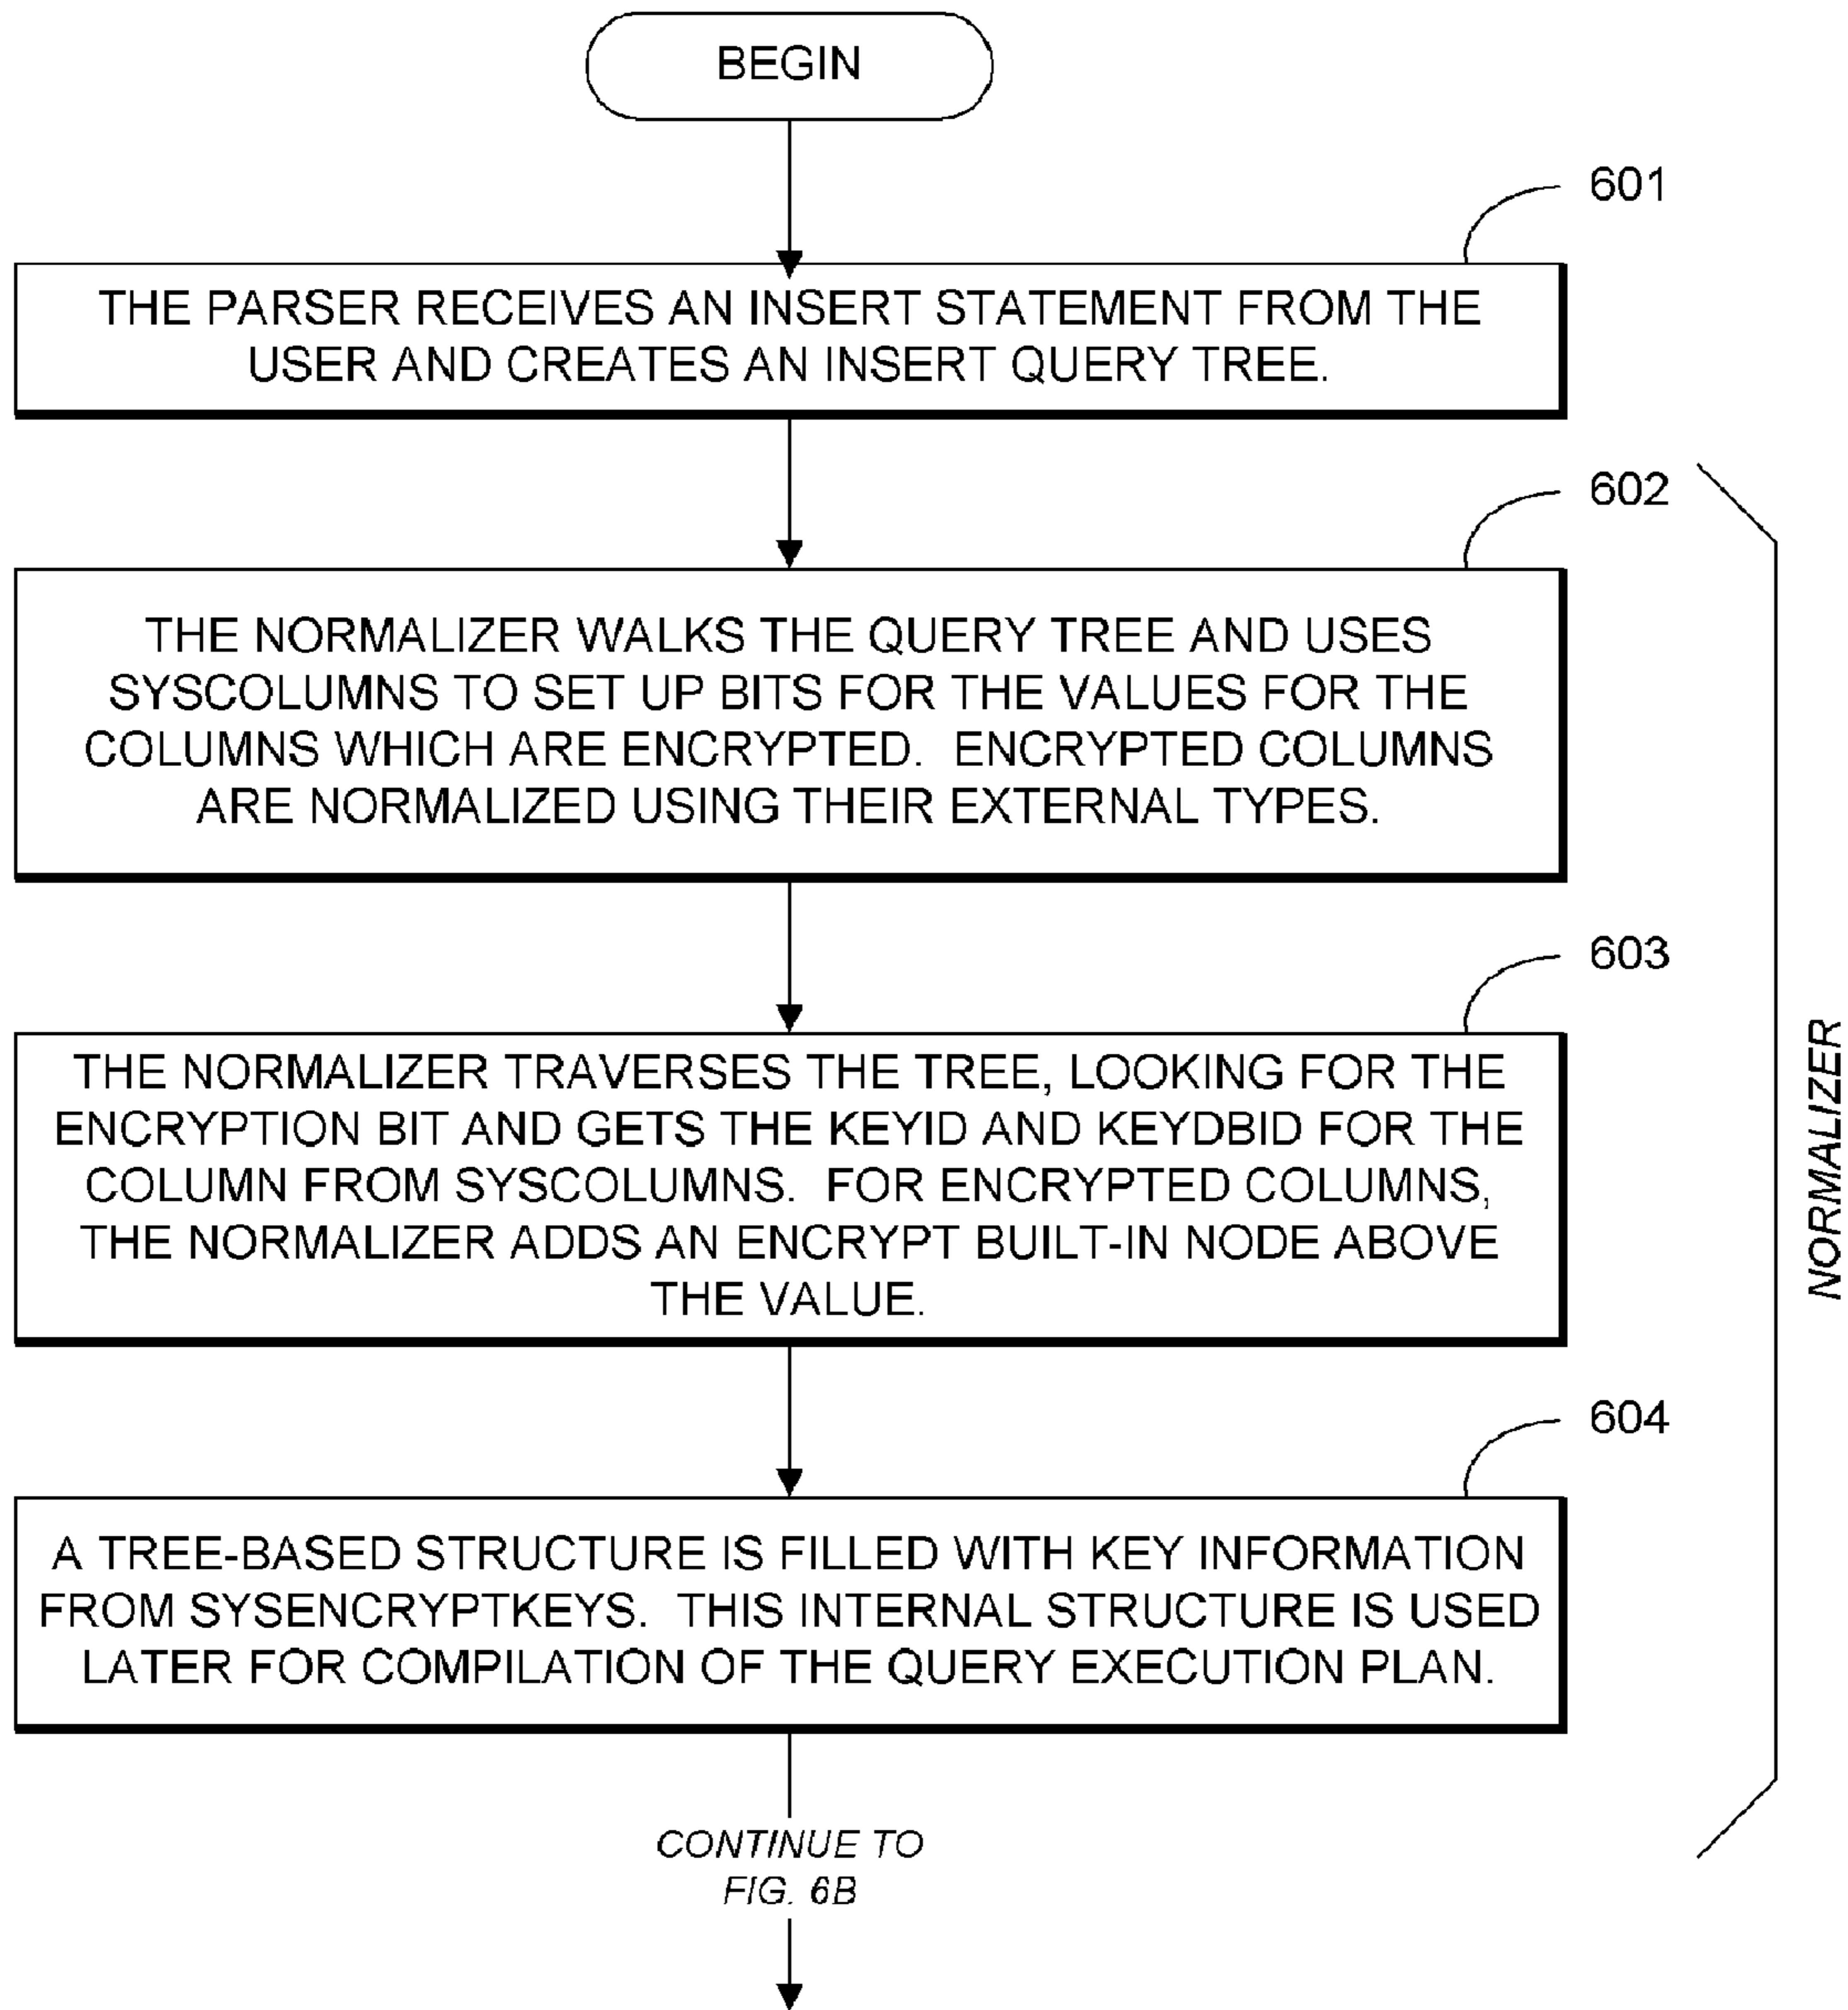 BEGIN
601
THE PARSER RECEIVES AN INSERT STATEMENT FROM THE
USER AND CREATES AN INSERT QUERY TREE.
602
THE NORMALIZER WALKS THE QUERY TREE AND USES
SYSCOLUMNS TO SET UP BITS FOR THE VALUES FOR THE
COLUMNS WHICH ARE ENCRYPTED. ENCRYPTED COLUMNS
ARE NORMALIZED USING THEIR EXTERNAL TYPES.
603
THE NORMALIZER TRAVERSES THE TREE, LOOKING FOR THE
ENCRYPTION BIT AND GETS THE KEYID AND KEYDBID FOR THE
COLUMN FROM SYSCOLUMNS. FOR ENCRYPTED COLUMNS,
THE NORMALIZER ADDS AN ENCRYPT BUILT-IN NODE ABOVE
THE VALUE.
NORMALIZER
604
A TREE-BASED STRUCTURE IS FILLED WITH KEY INFORMATION
FROM SYSENCRYPTKEYS. THIS INTERNAL STRUCTURE IS USED
LATER FOR COMPILATION OF THE QUERY EXECUTION PLAN.
CONTINUE TO
FIG. 6B